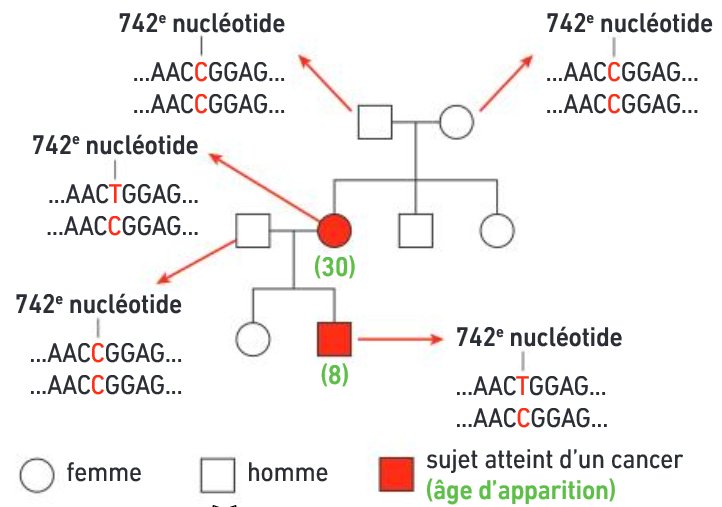 742e nucléotide
...AACCGGAG...
...AACCGGAG...
742e nucléotide
...AACCGGAG...
...AACCGGAG...
742e nucléotide
...AACTGGAG...
...AACCGGAG...
(30)
742e nucléotide
...AACCGGAG...
...AACCGGAG...
(8)
742e nucléotide
...AACTGGAG...
...AACCGGAG...
femme
homme
sujet atteint d'un cancer
(âge d'apparition)